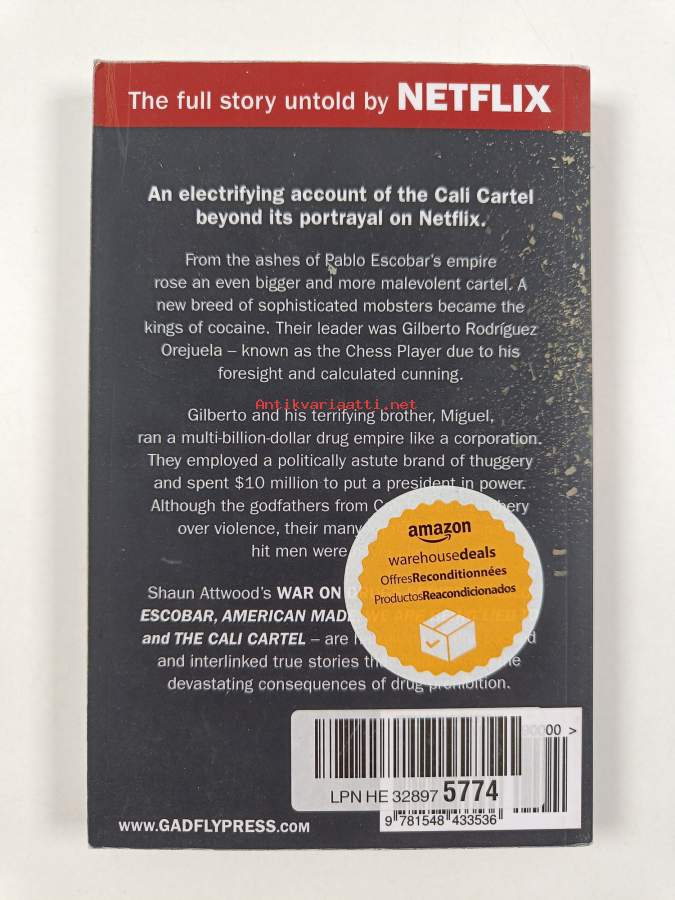 The full story untold by NETFLIX
An electrifying account of the Cali Cartel
beyond its portrayal on Netflix.
From the ashes of Pablo Escobar's empire
rose an even bigger and more malevolent cartel. A
new breed of sophisticated mobsters became the
kings of cocaine. Their leader was Gilberto Rodríguez
Orejuela – known as the Chess Player due to his
foresight and calculated cunning.
Antikvariaatti.net
Gilberto and his terrifying brother, Miguel,
ran a multi-billion-dollar drug empire like a corporation.
They employed a politically astute brand of thuggery
and spent $10 million to put a president in power.
Although the godfathers from
over violence, their many
hit men were
amazon
warehousedeals
OffresReconditionnées
ProductosReacondicionados
Shaun Attwood's WAR ON
ESCOBAR, AMERICAN MADE
and THE CALI CARTEL – are
and interlinked true stories
devastating consequences of drug prohibition.
LPN HE 32897 5774
0000 >
9 781548 433536
WWW.GADFLYPRESS.COM